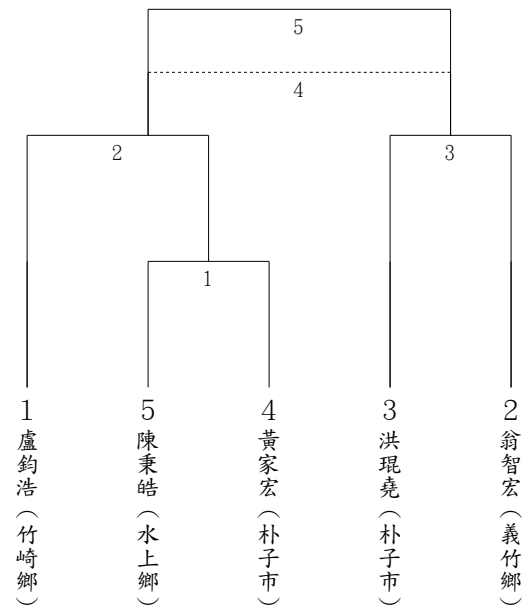 5
4
2
3
1
1 盧鈞浩（竹崎鄉）
5 陳秉皓（水上鄉）
4 黃家宏（朴子市）
3 洪琨堯（朴子市）
2 翁智宏（義竹鄉）